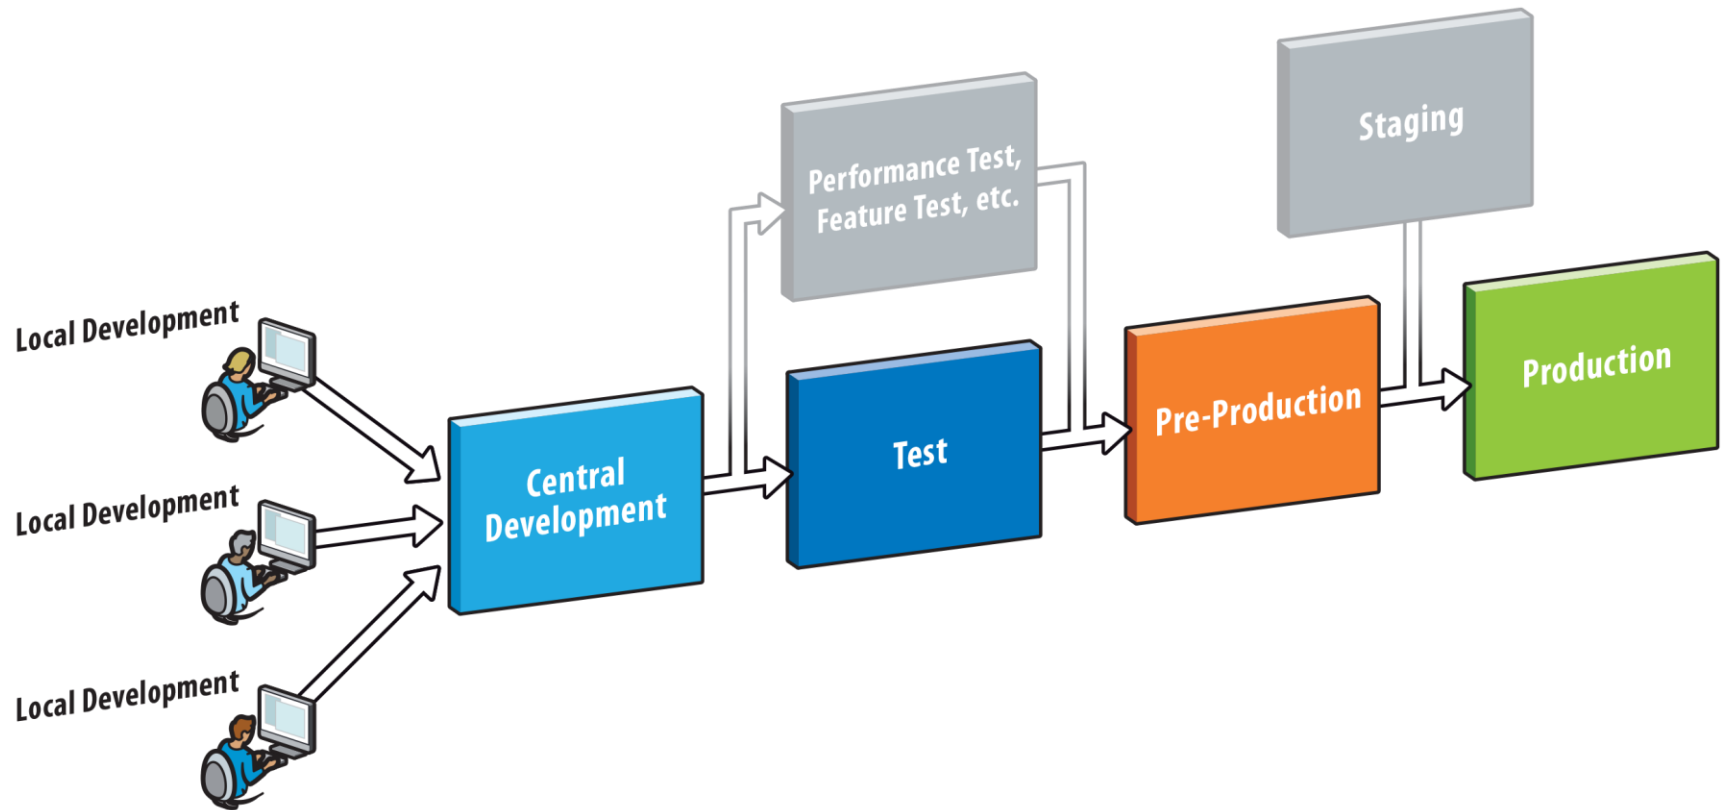 Local Development
Local Development
Local Development
Central
Development
Performance Test,
Feature Test, etc.
Test
Pre-Production
Staging
Production